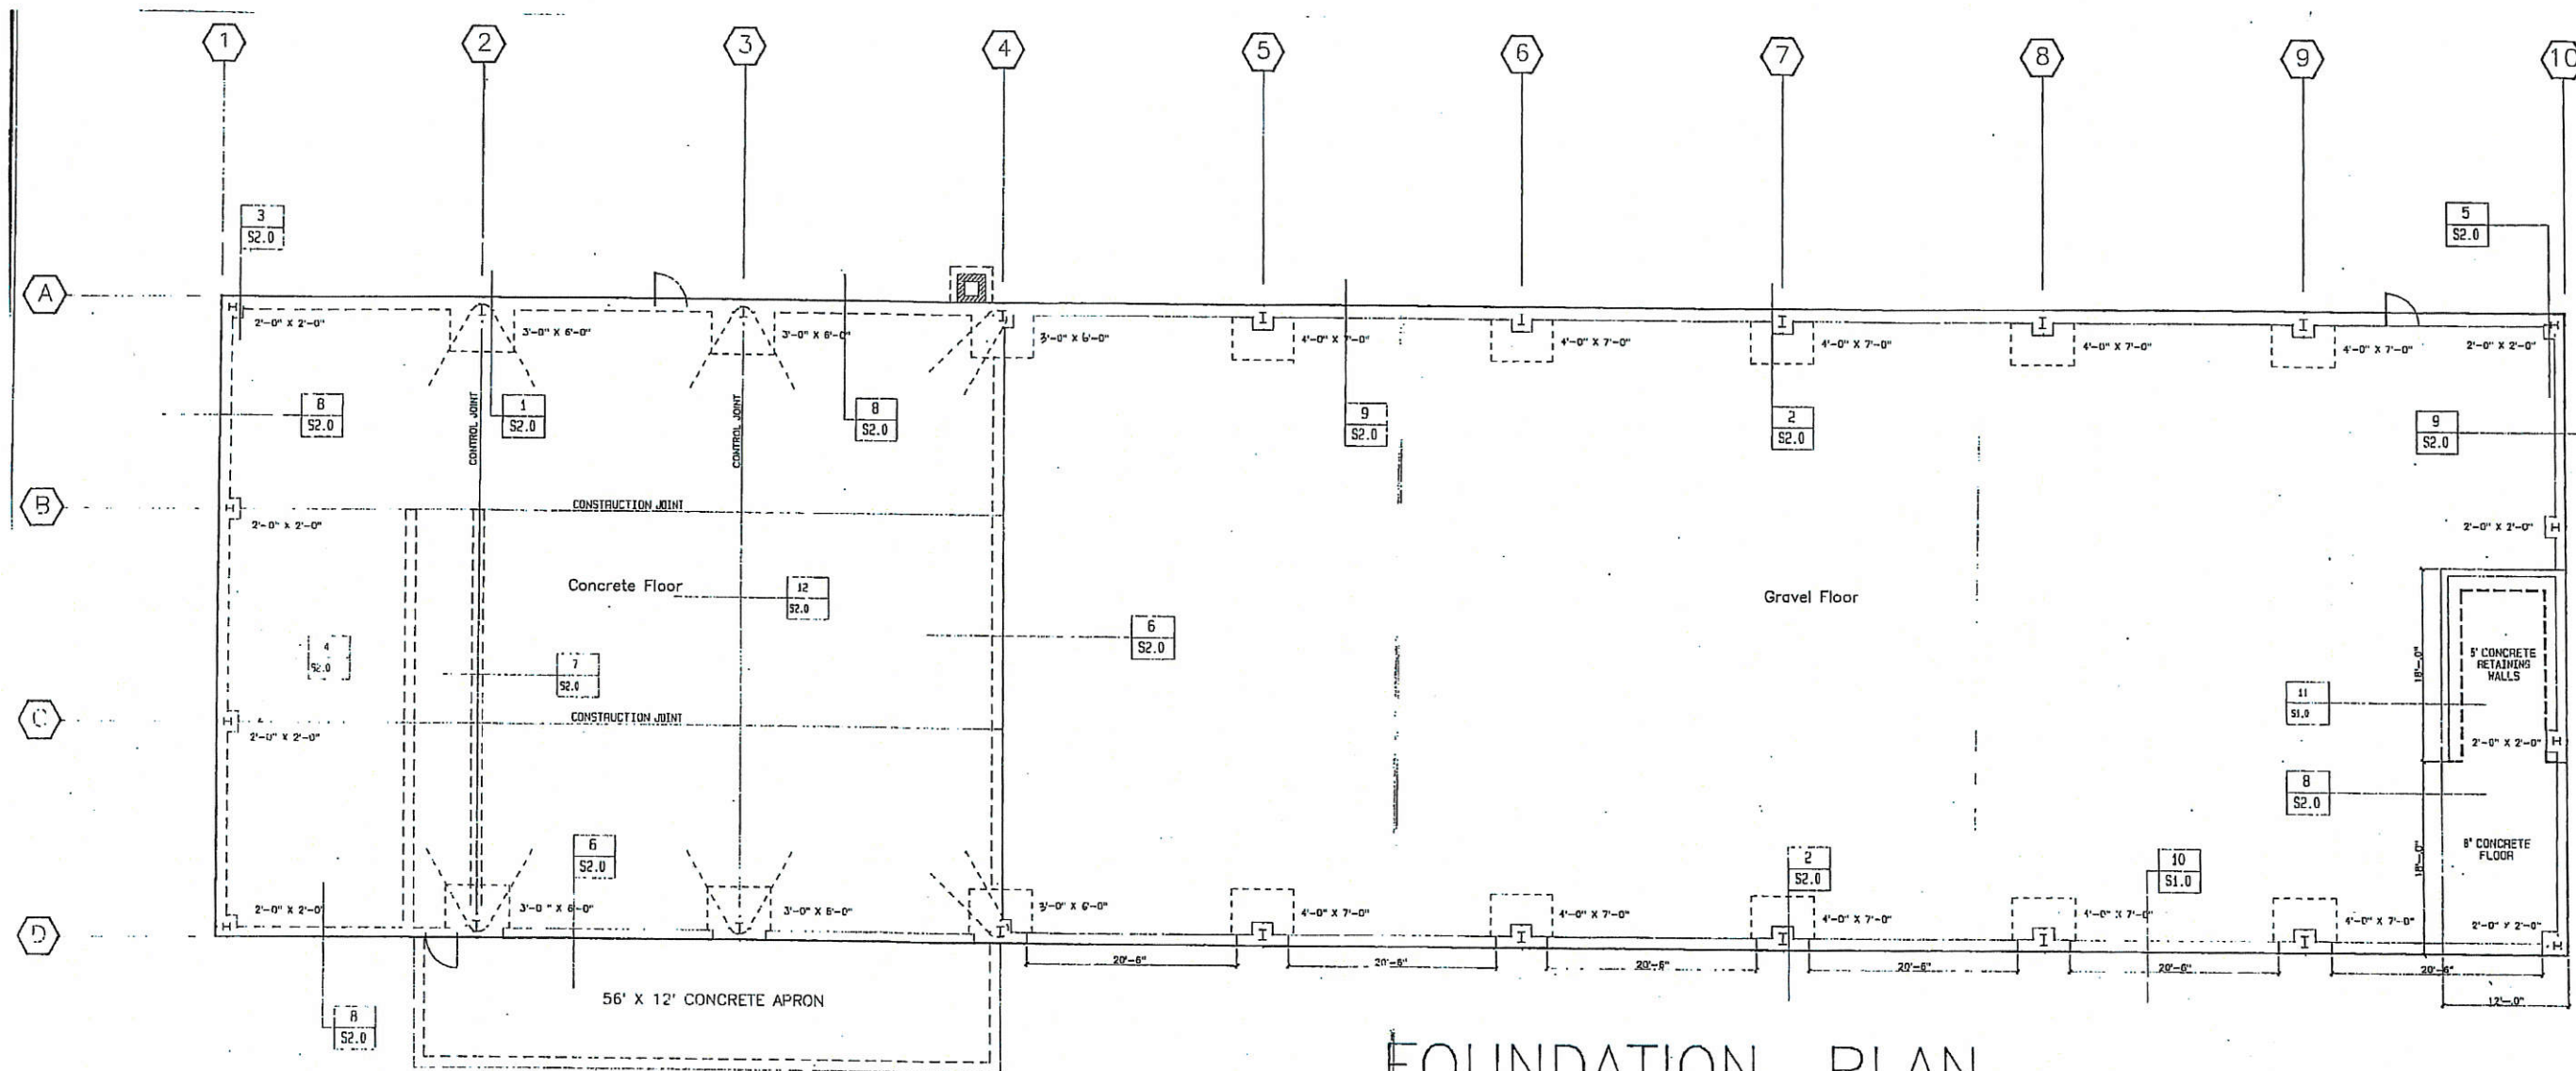 1 2 3 4 5 6 7 8 9 10
3
S2.0
5
S2.0
A
2'-0" X 2'-0"
3'-0" X 6'-0"
3'-0" X 6'-0"
3'-0" X 6'-0"
4'-0" X 7'-0"
4'-0" X 7'-0"
4'-0" X 7'-0"
4'-0" X 7'-0"
4'-0" X 7'-0"
2'-0" X 2'-0"
8
S2.0
CONTROL JOINT
1
S2.0
CONTROL JOINT
8
S2.0
9
S2.0
2
S2.0
9
S2.0
B
CONSTRUCTION JOINT
2'-0" X 2'-0"
2'-0" X 2'-0"
Concrete Floor
12
S2.0
Gravel Floor
6
S2.0
4
S2.0
7
S2.0
18'-.0"
5' CONCRETE
RETAINING
WALLS
11
S1.0
C
CONSTRUCTION JOINT
2'-0" X 2'-0"
2'-0" X 2'-0"
8
S2.0
6
S2.0
2
S2.0
10
S1.0
18'-.0"
CONCRETE
FLOOR
D
2'-0" X 2'-0"
3'-0" X 6'-0"
3'-0" X 6'-0"
3'-0" X 6'-0"
4'-0" X 7'-0"
4'-0" X 7'-0"
4'-0" X 7'-0"
4'-0" X 7'-0"
4'-0" X 7'-0"
2'-0" X 2'-0"
20'-6"
20'-6"
20'-6"
20'-6"
20'-6"
20'-6"
12'-.0"
56' X 12' CONCRETE APRON
8
S2.0
FOUNDATION PLAN